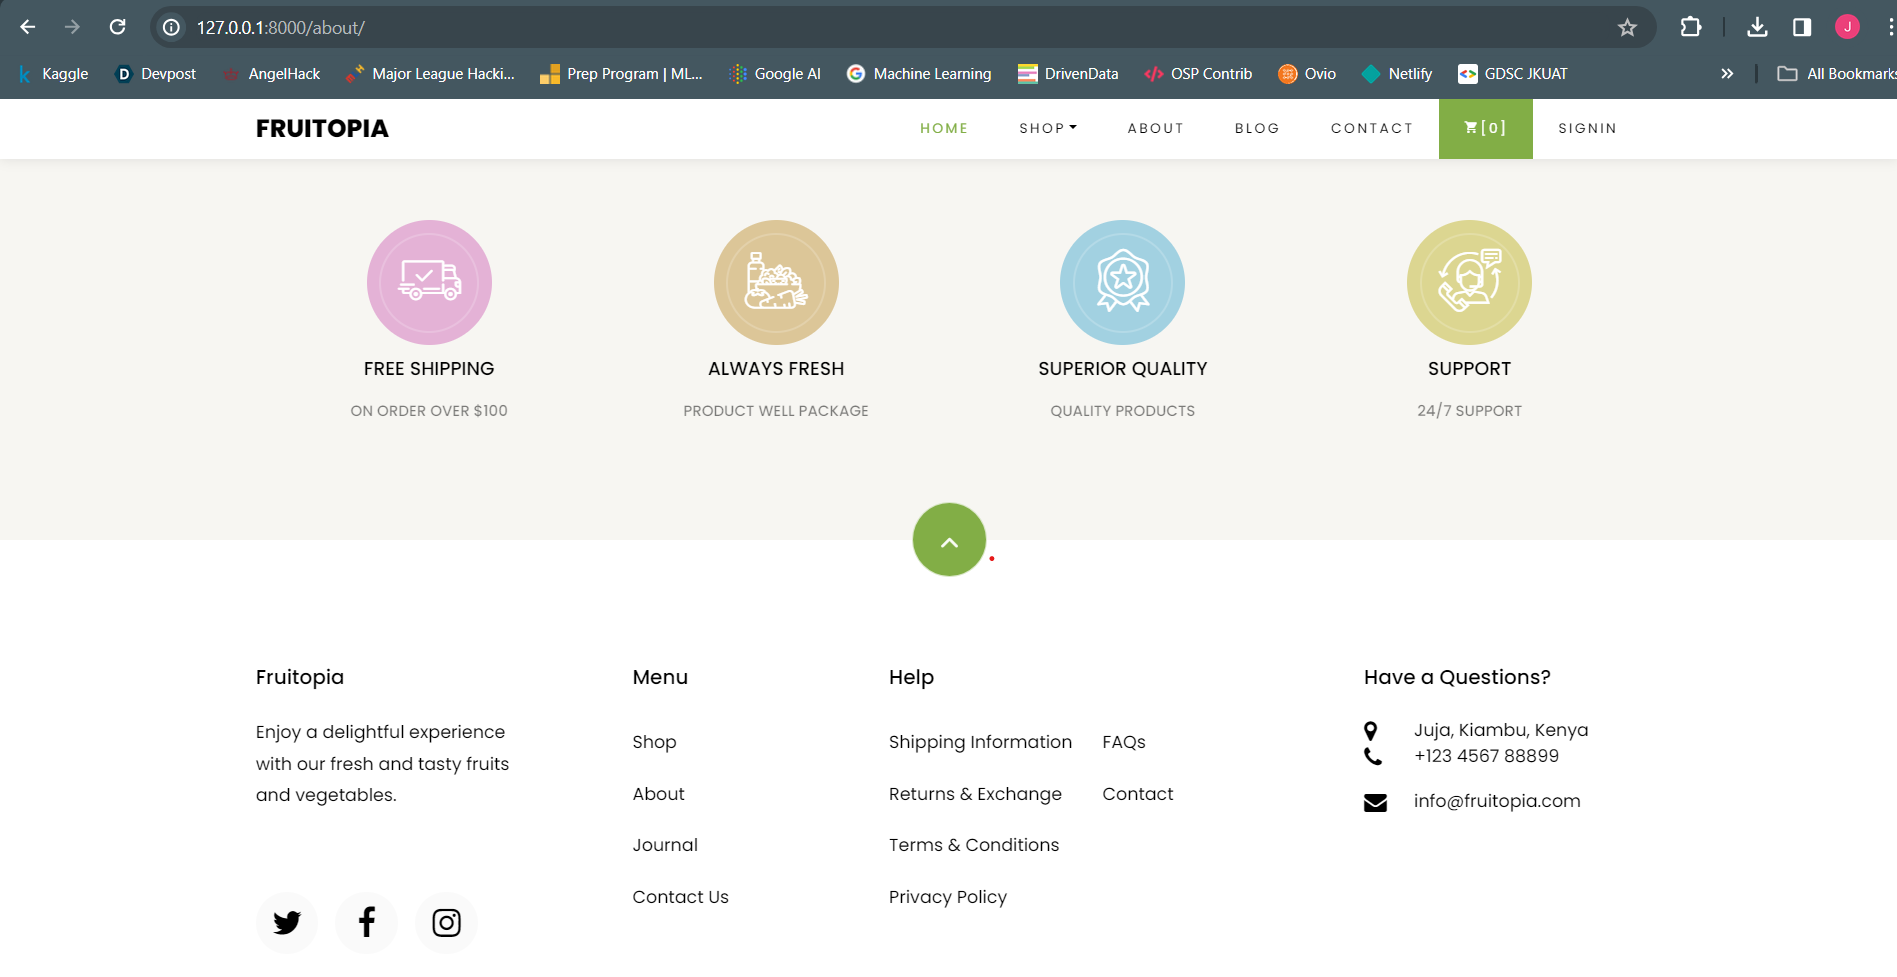 127.0.0.1:8000/about/
J
Kaggle Devpost AngelHack Major League Hacki... Prep Program | ML... Google AI Machine Learning DrivenData OSP Contrib Ovio Netlify GDSC JKUAT » All Bookmarks
FRUITOPIA HOME SHOP ABOUT BLOG CONTACT [0] SIGNIN
FREE SHIPPING ALWAYS FRESH SUPERIOR QUALITY SUPPORT
ON ORDER OVER $100 PRODUCT WELL PACKAGE QUALITY PRODUCTS 24/7 SUPPORT
Fruitopia
Enjoy a delightful experience
with our fresh and tasty fruits
and vegetables.
Menu
Shop
About
Journal
Contact Us
Help
Shipping Information
Returns & Exchange
Terms & Conditions
Privacy Policy
FAQs
Contact
Have a Questions?
Juja, Kiambu, Kenya
+123 4567 88899
info@fruitopia.com